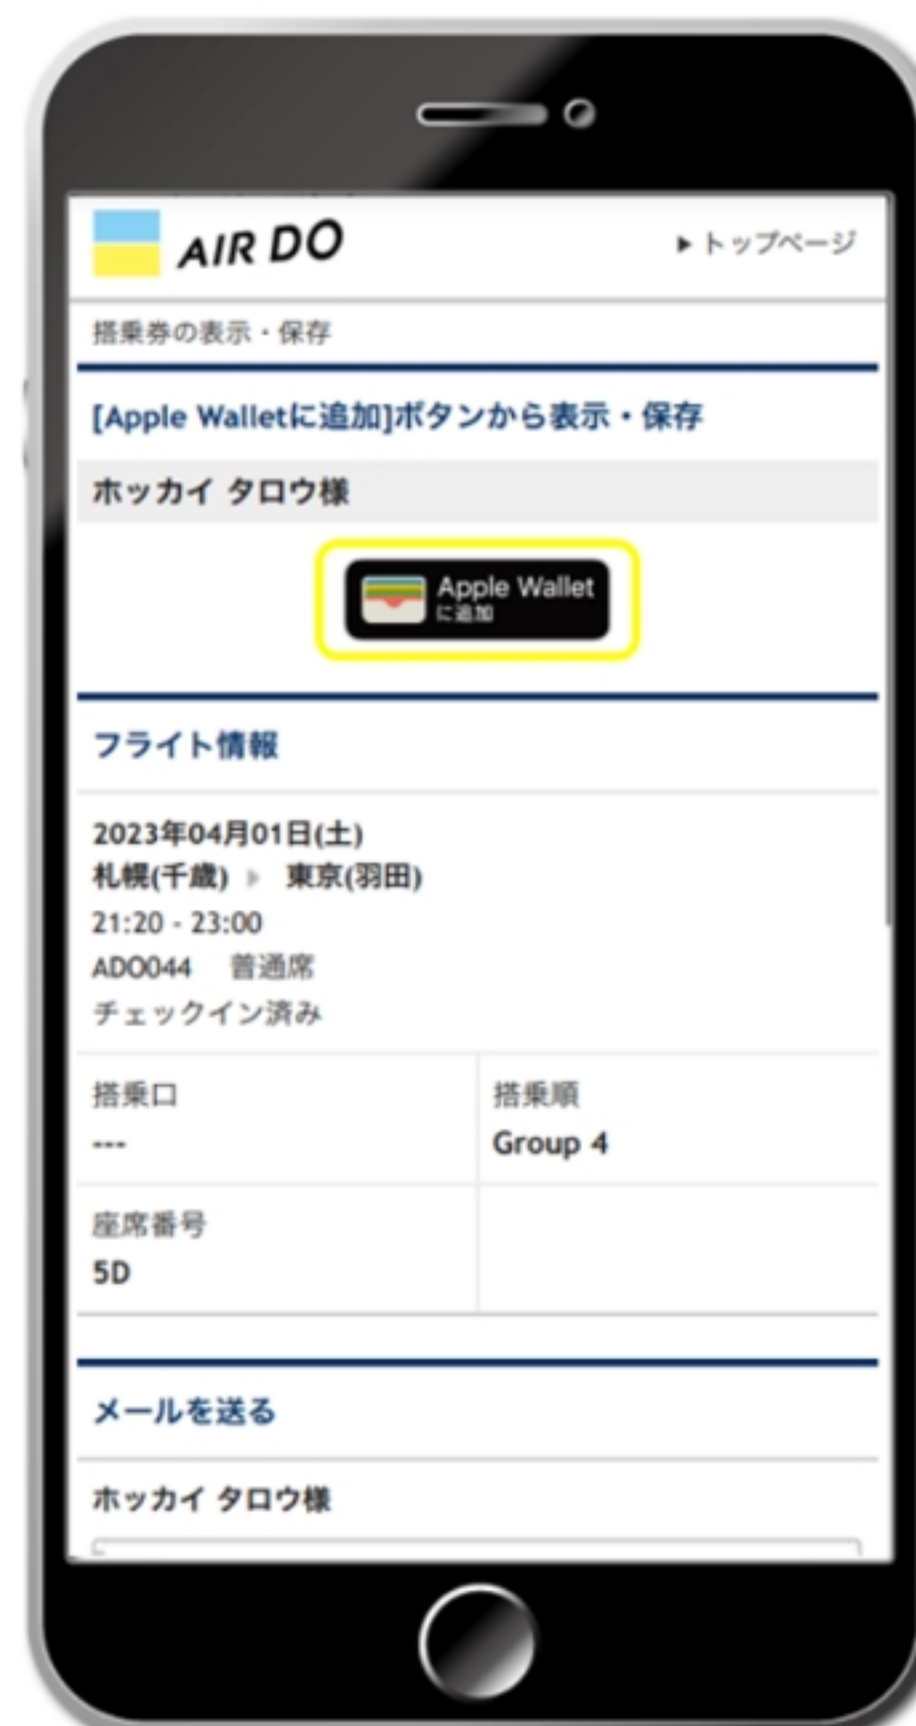 AIR DO
▶トップページ
搭乗券の表示・保存
[Apple Walletに追加]ボタンから表示・保存
ホッカイ タロウ様
Apple Wallet
に追加
フライト情報
2023年04月01日(土)
札幌(千歳) ▶ 東京(羽田)
21:20 - 23:00
ADO044 普通席
チェックイン済み
搭乗口
搭乗順
---
Group 4
座席番号
5D
メールを送る
ホッカイ タロウ様